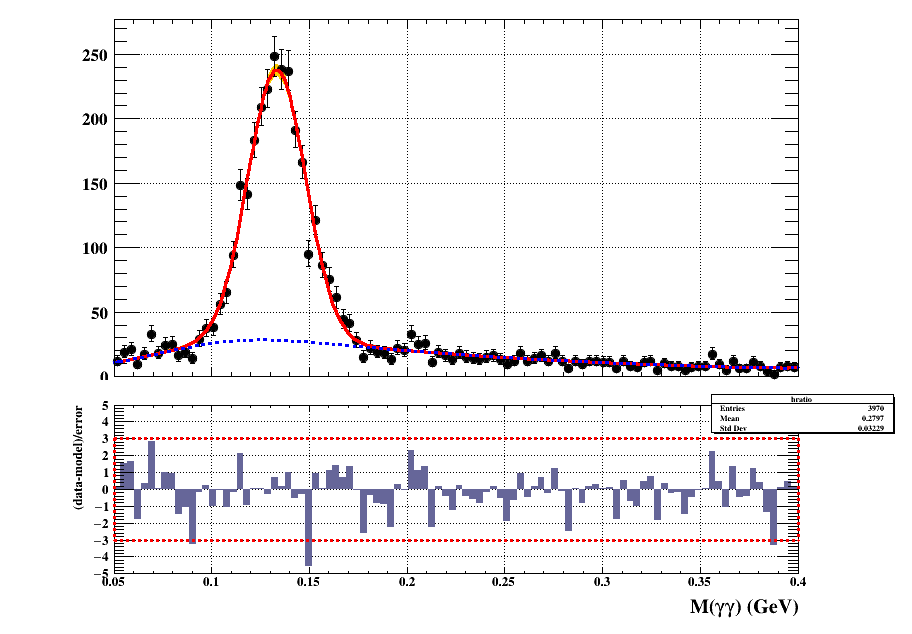 250
200
150
100
50
0
hratio
Entries 3970
Mean 0.2797
Std Dev 0.03229
(data-model)/error
5
4
3
2
1
0
−1
−2
−3
−4
−5
0.05 0.1 0.15 0.2 0.25 0.3 0.35 0.4
M(γγ) (GeV)